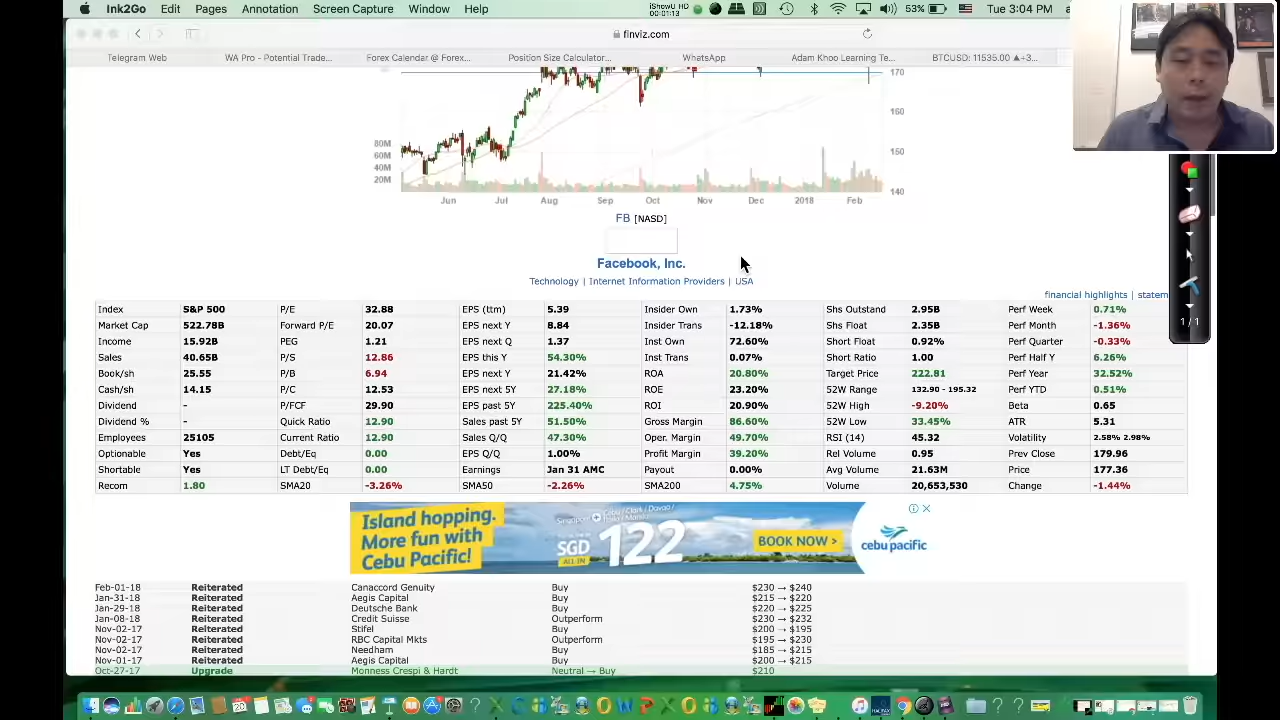 Ink2Go Edit Pages Annotation Screen Capture Window Help iShowU HD 00:01:13 53% Tue 3:04 PM
finviz.com
Telegram Web WA Pro - Potential Trade... Forex Calendar @ Forex... Position Size Calculator... WhatsApp Adam Khoo Learning Te... BTCUSD: 11535.00 ▲+3...
170
160
80M
60M 150
40M
20M
140
Jun Jul Aug Sep Oct Nov Dec 2018 Feb
FB [NASD]
Facebook, Inc.
Technology | Internet Information Providers | USA
financial highlights | statem
Index S&P 500 P/E 32.88 EPS (ttm) 5.39 Insider Own 1.73% Shs Outstand 2.95B Perf Week 0.71%
Market Cap 522.78B Forward P/E 20.07 EPS next Y 8.84 Insider Trans -12.18% Shs Float 2.35B Perf Month -1.36%
Income 15.92B PEG 1.21 EPS next Q 1.37 Inst Own 72.60% Short Float 0.92% Perf Quarter -0.33%
Sales 40.65B P/S 12.86 EPS this Y 54.30% Inst Trans 0.07% Short Ratio 1.00 Perf Half Y 6.26%
Book/sh 25.55 P/B 6.94 EPS next Y 21.42% ROA 20.80% Target Price 222.81 Perf Year 32.52%
Cash/sh 14.15 P/C 12.53 EPS next 5Y 27.18% ROE 23.20% 52W Range 132.90 - 195.32 Perf YTD 0.51%
Dividend - P/FCF 29.90 EPS past 5Y 225.40% ROI 20.90% 52W High -9.20% Beta 0.65
Dividend % - Quick Ratio 12.90 Sales past 5Y 51.50% Gross Margin 86.60% 52W Low 33.45% ATR 5.31
Employees 25105 Current Ratio 12.90 Sales Q/Q 47.30% Oper. Margin 49.70% RSI (14) 45.32 Volatility 2.58% 2.98%
Optionable Yes Debt/Eq 0.00 EPS Q/Q 1.00% Profit Margin 39.20% Rel Volume 0.95 Prev Close 179.96
Shortable Yes LT Debt/Eq 0.00 Earnings Jan 31 AMC Payout 0.00% Avg Volume 21.63M Price 177.36
Recom 1.80 SMA20 -3.26% SMA50 -2.26% SMA200 4.75% Volume 20,653,530 Change -1.44%
1 / 1
Island hopping.
More fun with
Cebu Pacific!
SGD 122
ALL-IN
BOOK NOW >
cebu pacific
Feb-01-18 Reiterated Canaccord Genuity Buy $230 → $240
Jan-31-18 Reiterated Aegis Capital Buy $215 → $220
Jan-29-18 Reiterated Deutsche Bank Buy $220 → $225
Jan-08-18 Reiterated Credit Suisse Outperform $230 → $232
Nov-02-17 Reiterated Stifel Buy $200 → $195
Nov-02-17 Reiterated RBC Capital Mkts Outperform $195 → $230
Nov-02-17 Reiterated Needham Buy $185 → $215
Nov-01-17 Reiterated Aegis Capital Buy $200 → $215
Oct-27-17 Upgrade Monness Crespi & Hardt Neutral → Buy $210